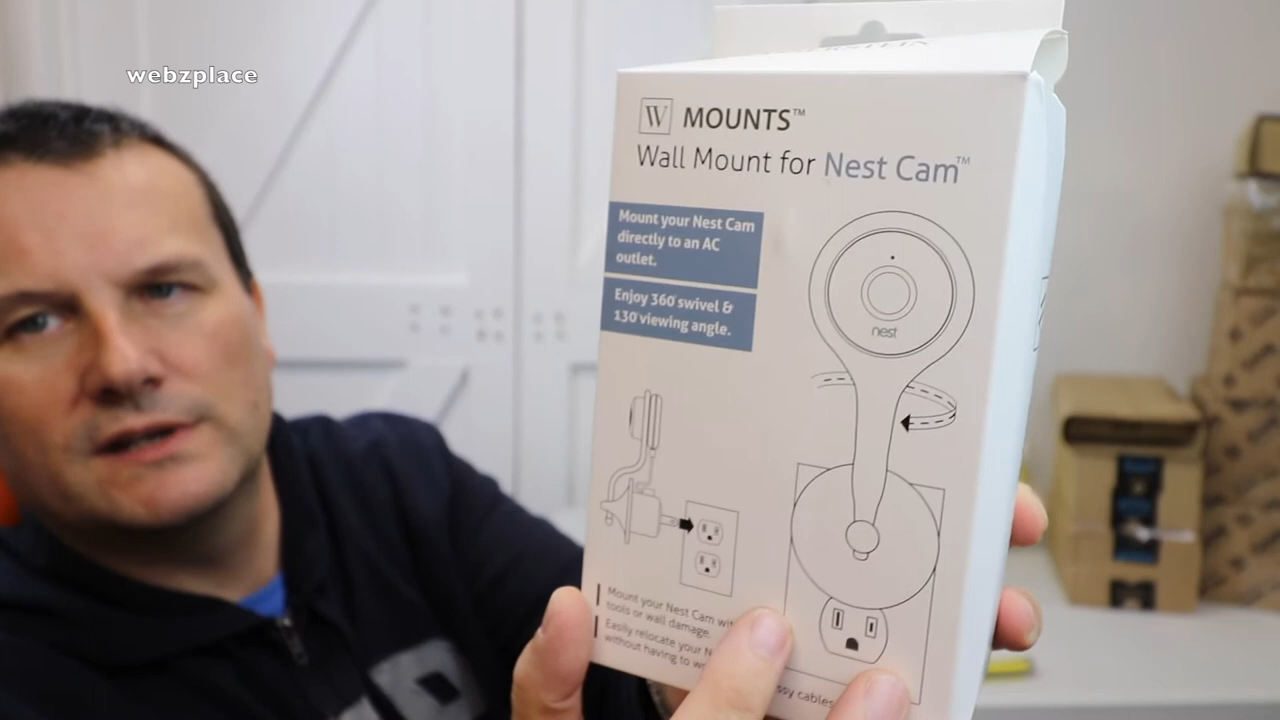 webzplace
W MOUNTS™
Wall Mount for Nest Cam™
Mount your Nest Cam
directly to an AC
outlet.
Enjoy 360° swivel &
130° viewing angle.
nest
Mount your Nest Cam
tools or wall damage.
Easily relocate your
without having to
cables